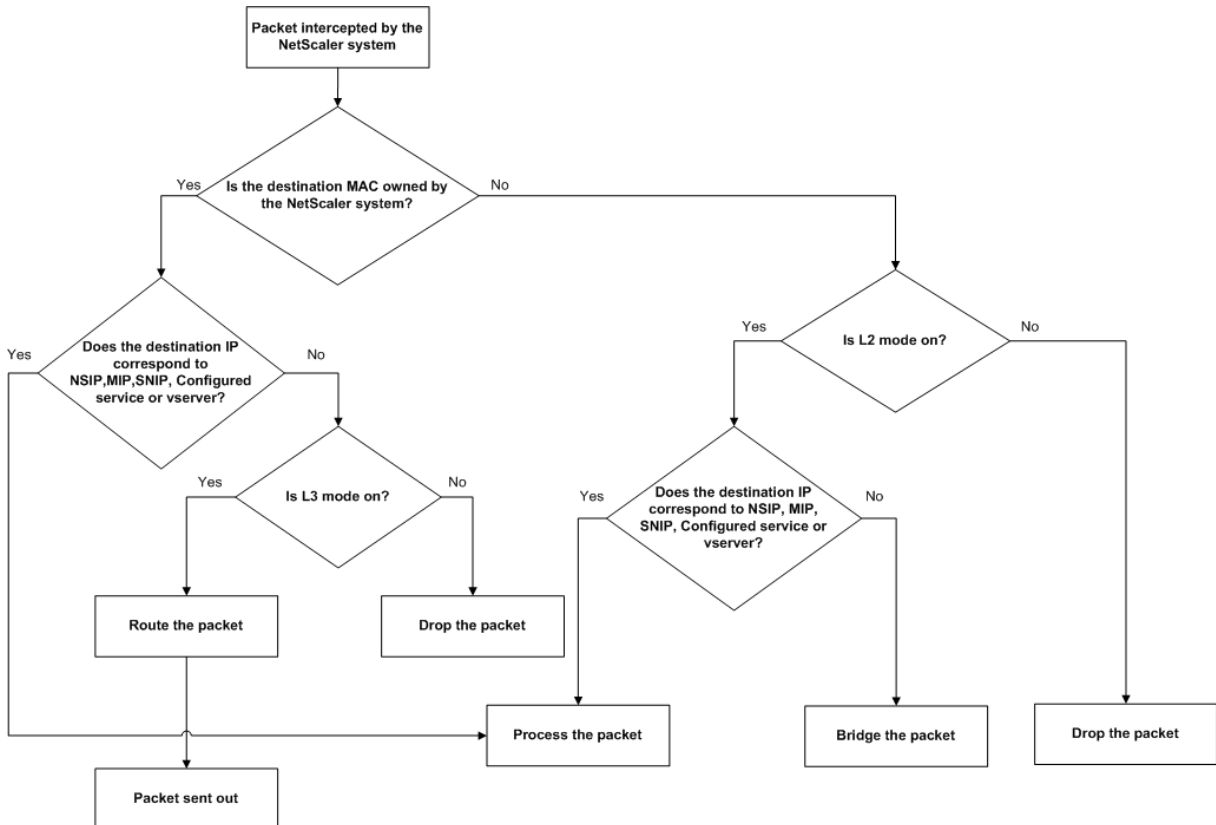 Packet intercepted by the
NetScaler system
Is the destination MAC owned by
the NetScaler system?
Yes
No
Does the destination IP
correspond to
NSIP,MIP,SNIP, Configured
service or vserver?
Yes
No
Is L2 mode on?
Yes
No
Is L3 mode on?
Yes
No
Does the destination IP
correspond to NSIP, MIP,
SNIP, Configured service or
vserver?
Yes
No
Route the packet
Drop the packet
Process the packet
Bridge the packet
Drop the packet
Packet sent out